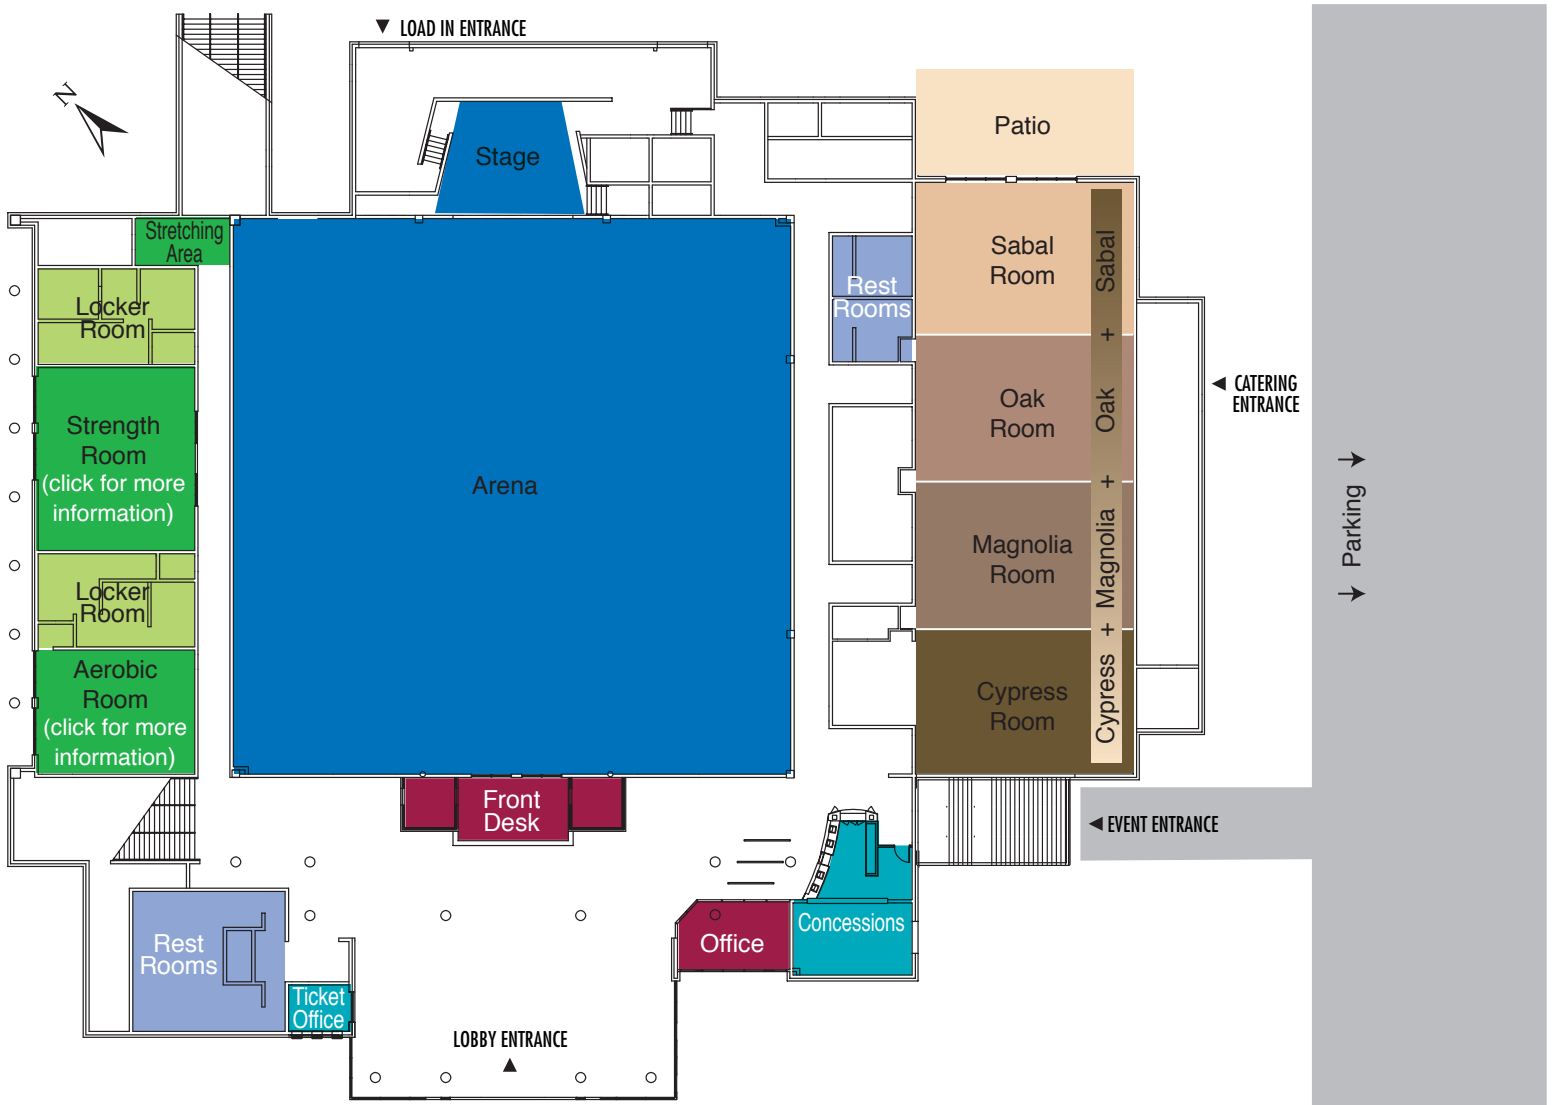 LOAD IN ENTRANCE
N
Patio
Stage
Stretching
Area
Sabal
Room
Rest
Rooms
Locker
Room
CATERING
ENTRANCE
Oak
Room
Strength
Room
(click for more
information)
Arena
Magnolia
Room
Cypress + Magnolia + Oak + Sabal
Parking
Locker
Room
Aerobic
Room
(click for more
information)
Cypress
Room
Front
Desk
EVENT ENTRANCE
Concessions
Office
Rest
Rooms
Ticket
Office
LOBBY ENTRANCE